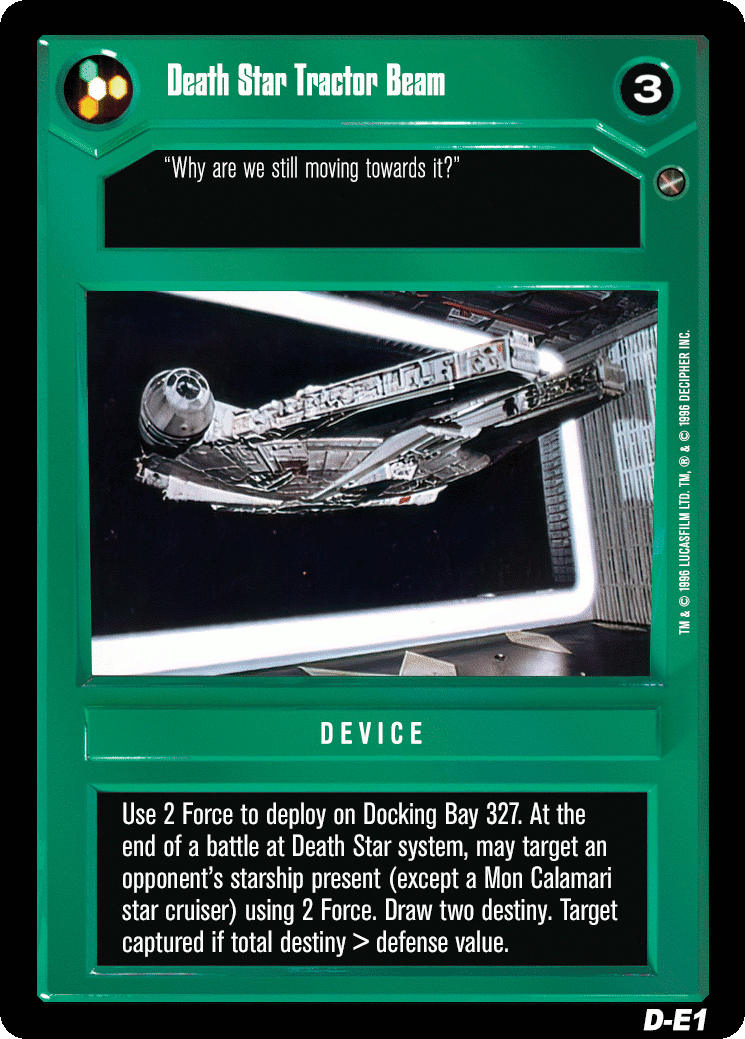 Death Star Tractor Beam
3
“Why are we still moving towards it?”
TM & © 1996 LUCASFILM LTD. TM, ® & © 1996 DECIPHER INC.
DEVICE
Use 2 Force to deploy on Docking Bay 327. At the
end of a battle at Death Star system, may target an
opponent’s starship present (except a Mon Calamari
star cruiser) using 2 Force. Draw two destiny. Target
captured if total destiny > defense value.
D-E1